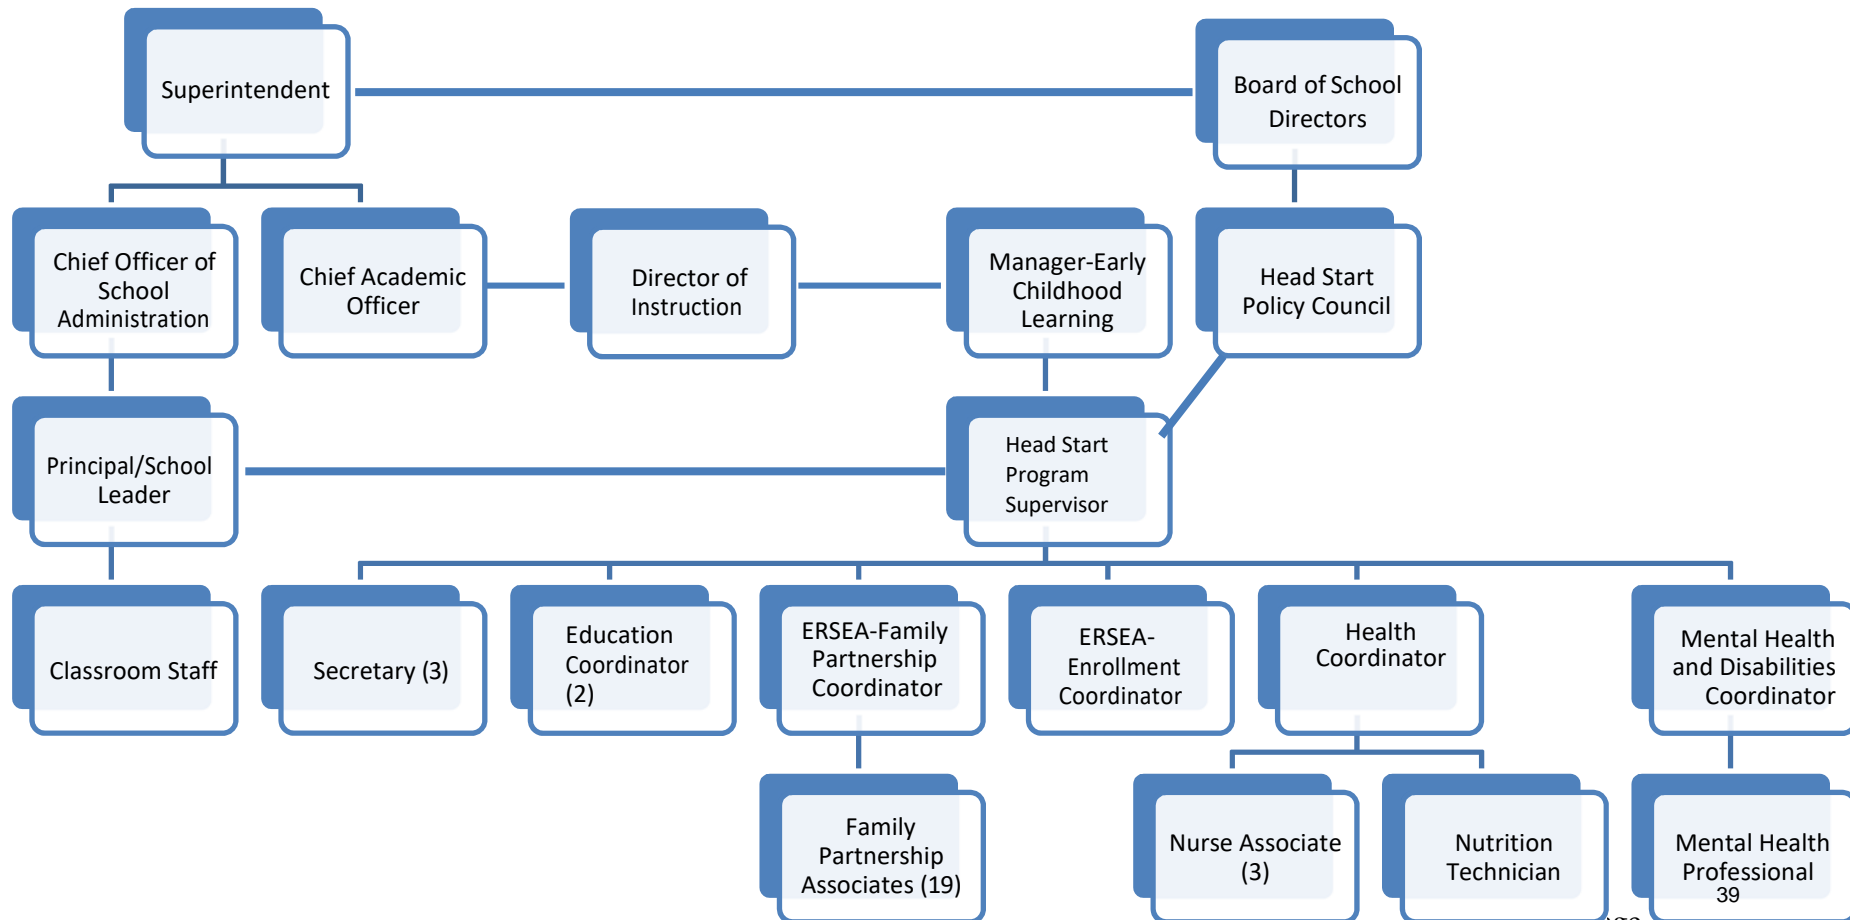 Superintendent
Board of School
Directors
Chief Officer of
School
Administration
Chief Academic
Officer
Director of
Instruction
Manager-Early
Childhood
Learning
Head Start
Policy Council
Principal/School
Leader
Head Start
Program
Supervisor
Classroom Staff
Secretary (3)
Education
Coordinator
(2)
ERSEA-Family
Partnership
Coordinator
ERSEA-
Enrollment
Coordinator
Health
Coordinator
Mental Health
and Disabilities
Coordinator
Family
Partnership
Associates (19)
Nurse Associate
(3)
Nutrition
Technician
Mental Health
Professional
39